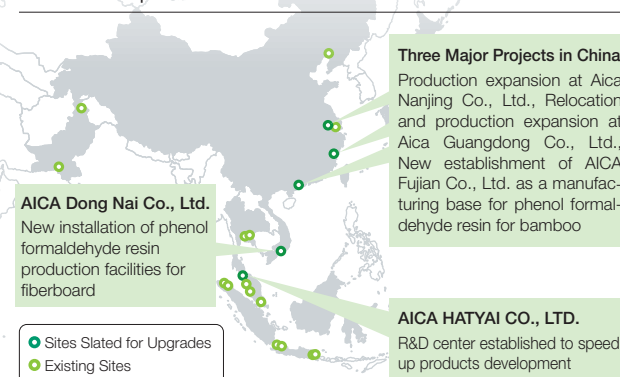 Three Major Projects in China
Production expansion at Aica
Nanjing Co., Ltd., Relocation
and production expansion at
Aica Guangdong Co., Ltd.,
New establishment of AICA
Fujian Co., Ltd. as a manufac-
turing base for phenol formal-
dehyde resin for bamboo
AICA Dong Nai Co., Ltd.
New installation of phenol
formaldehyde resin
production facilities for
fiberboard
AICA HATYAI CO., LTD.
R&D center established to speed
up products development
Sites Slated for Upgrades
Existing Sites